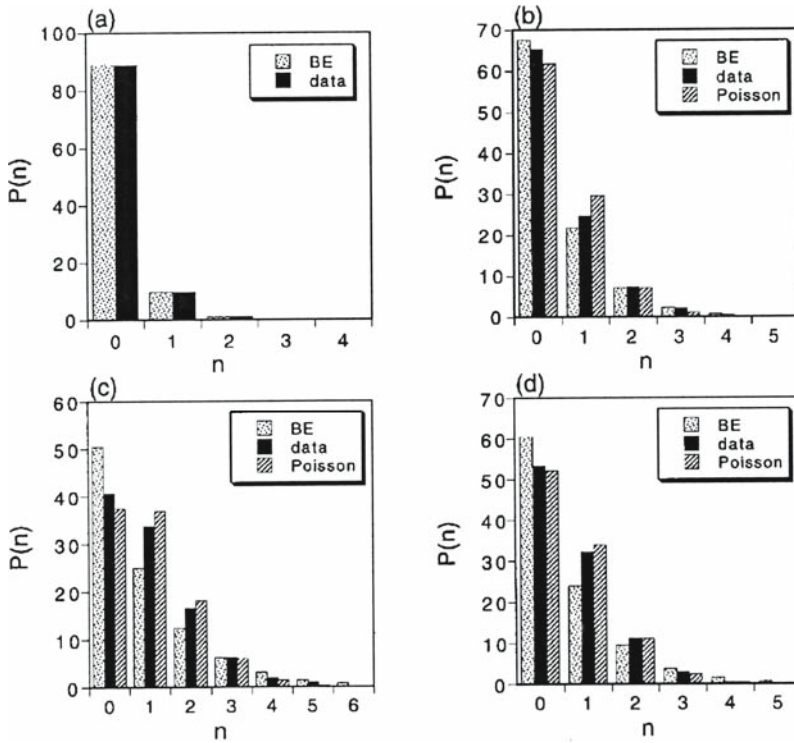 (a)
BE
data
P(n)
100
80
60
40
20
0
0 1 2 3 4
n
(b)
BE
data
Poisson
P(n)
70
60
50
40
30
20
10
0
0 1 2 3 4 5
n
(c)
BE
data
Poisson
P(n)
60
50
40
30
20
10
0
0 1 2 3 4 5 6
n
(d)
BE
data
Poisson
P(n)
70
60
50
40
30
20
10
0
0 1 2 3 4 5
n